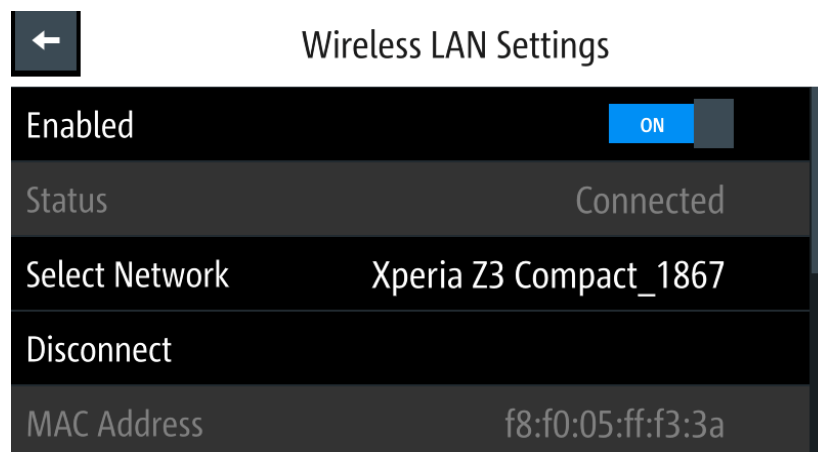 Wireless LAN Settings
Enabled ON
Status Connected
Select Network Xperia Z3 Compact_1867
Disconnect
MAC Address f8:f0:05:ff:f3:3a